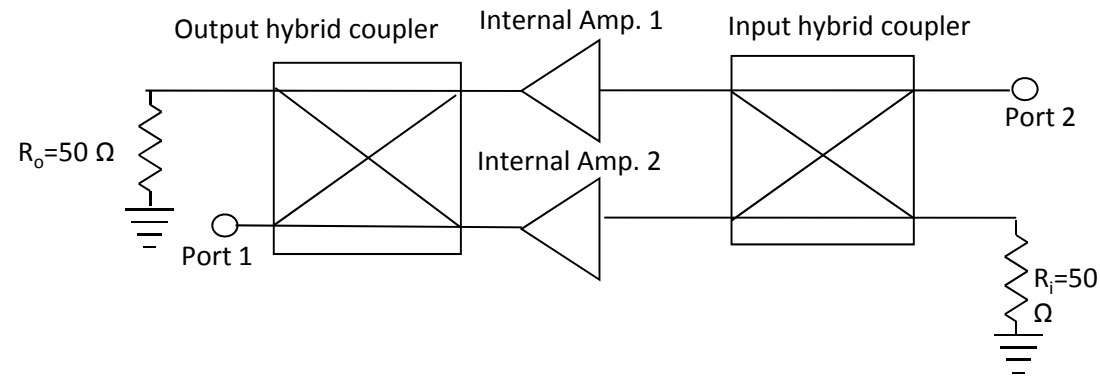 Output hybrid coupler
Internal Amp. 1
Input hybrid coupler
Port 2
Rₒ=50 Ω
Internal Amp. 2
Port 1
Rᵢ=50
Ω